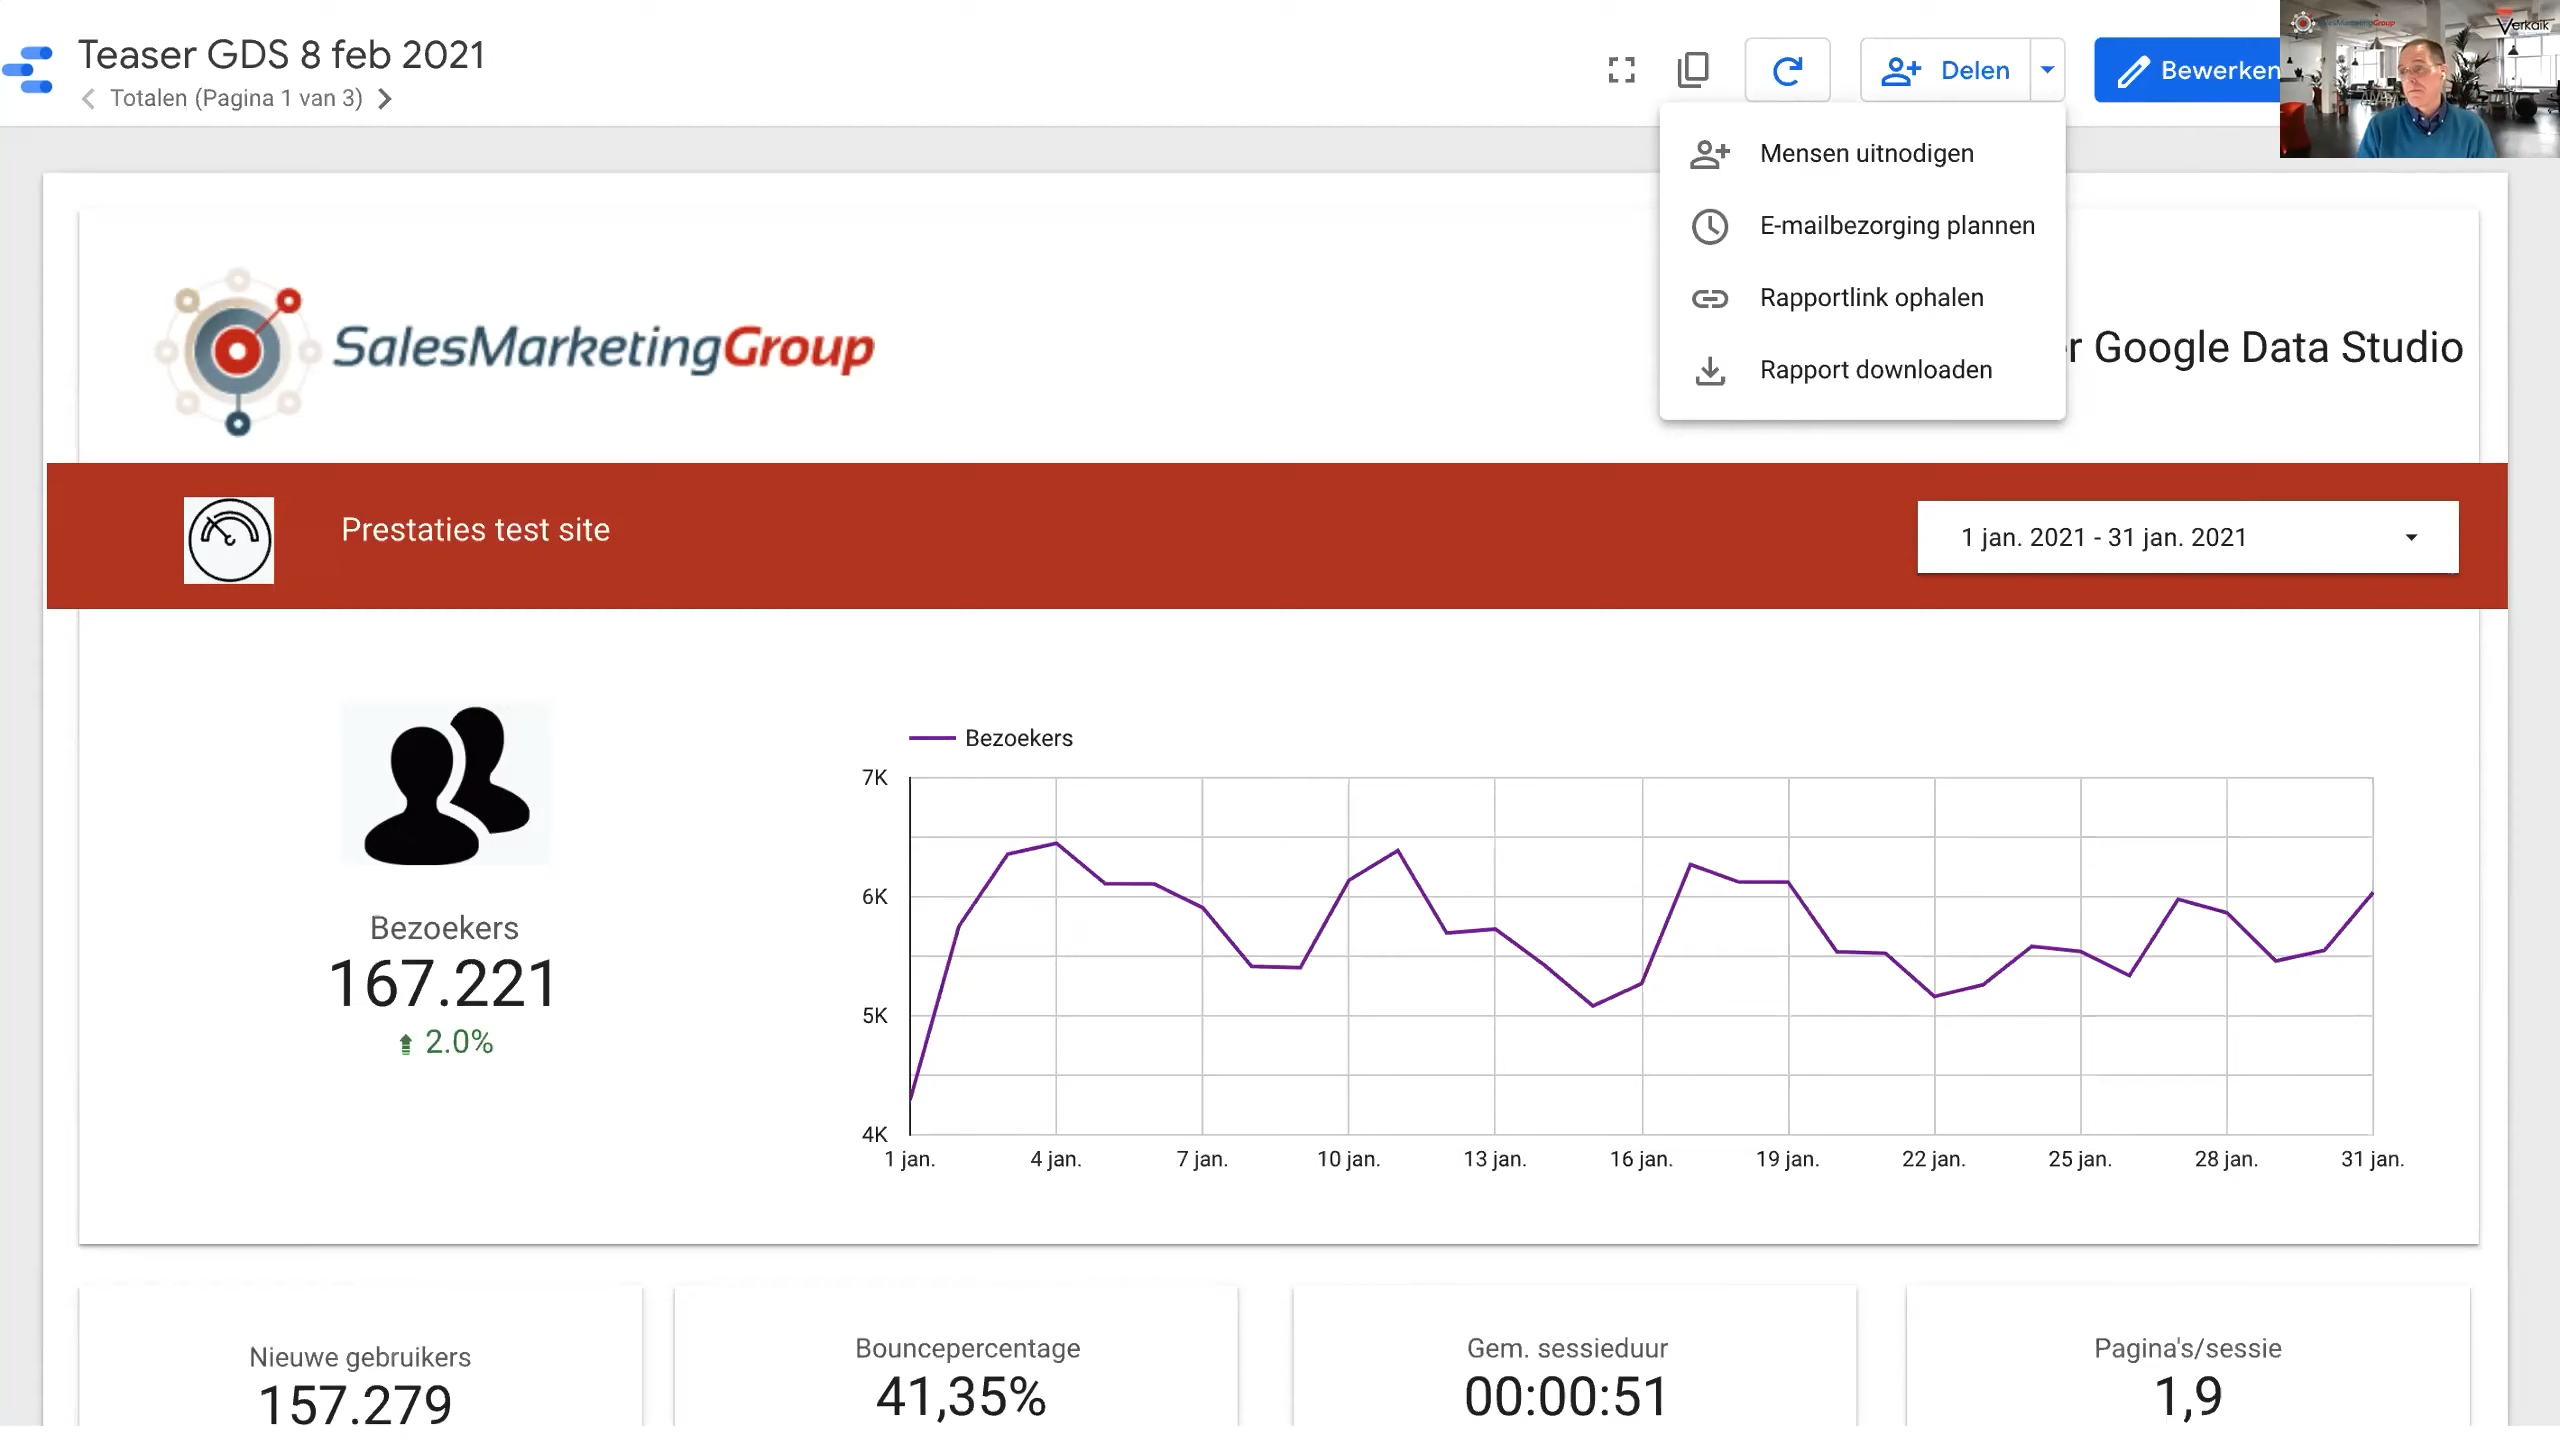 Teaser GDS 8 feb 2021
Totalen (Pagina 1 van 3)
Delen
Bewerken
SalesMarketingGroup
Verkaik
Mensen uitnodigen
E-mailbezorging plannen
Rapportlink ophalen
Rapport downloaden
SalesMarketingGroup
r Google Data Studio
Prestaties test site
1 jan. 2021 - 31 jan. 2021
Bezoekers
167.221
2.0%
Bezoekers
7K
6K
5K
4K
1 jan.
4 jan.
7 jan.
10 jan.
13 jan.
16 jan.
19 jan.
22 jan.
25 jan.
28 jan.
31 jan.
Nieuwe gebruikers
157.279
Bouncepercentage
41,35%
Gem. sessieduur
00:00:51
Pagina's/sessie
1,9